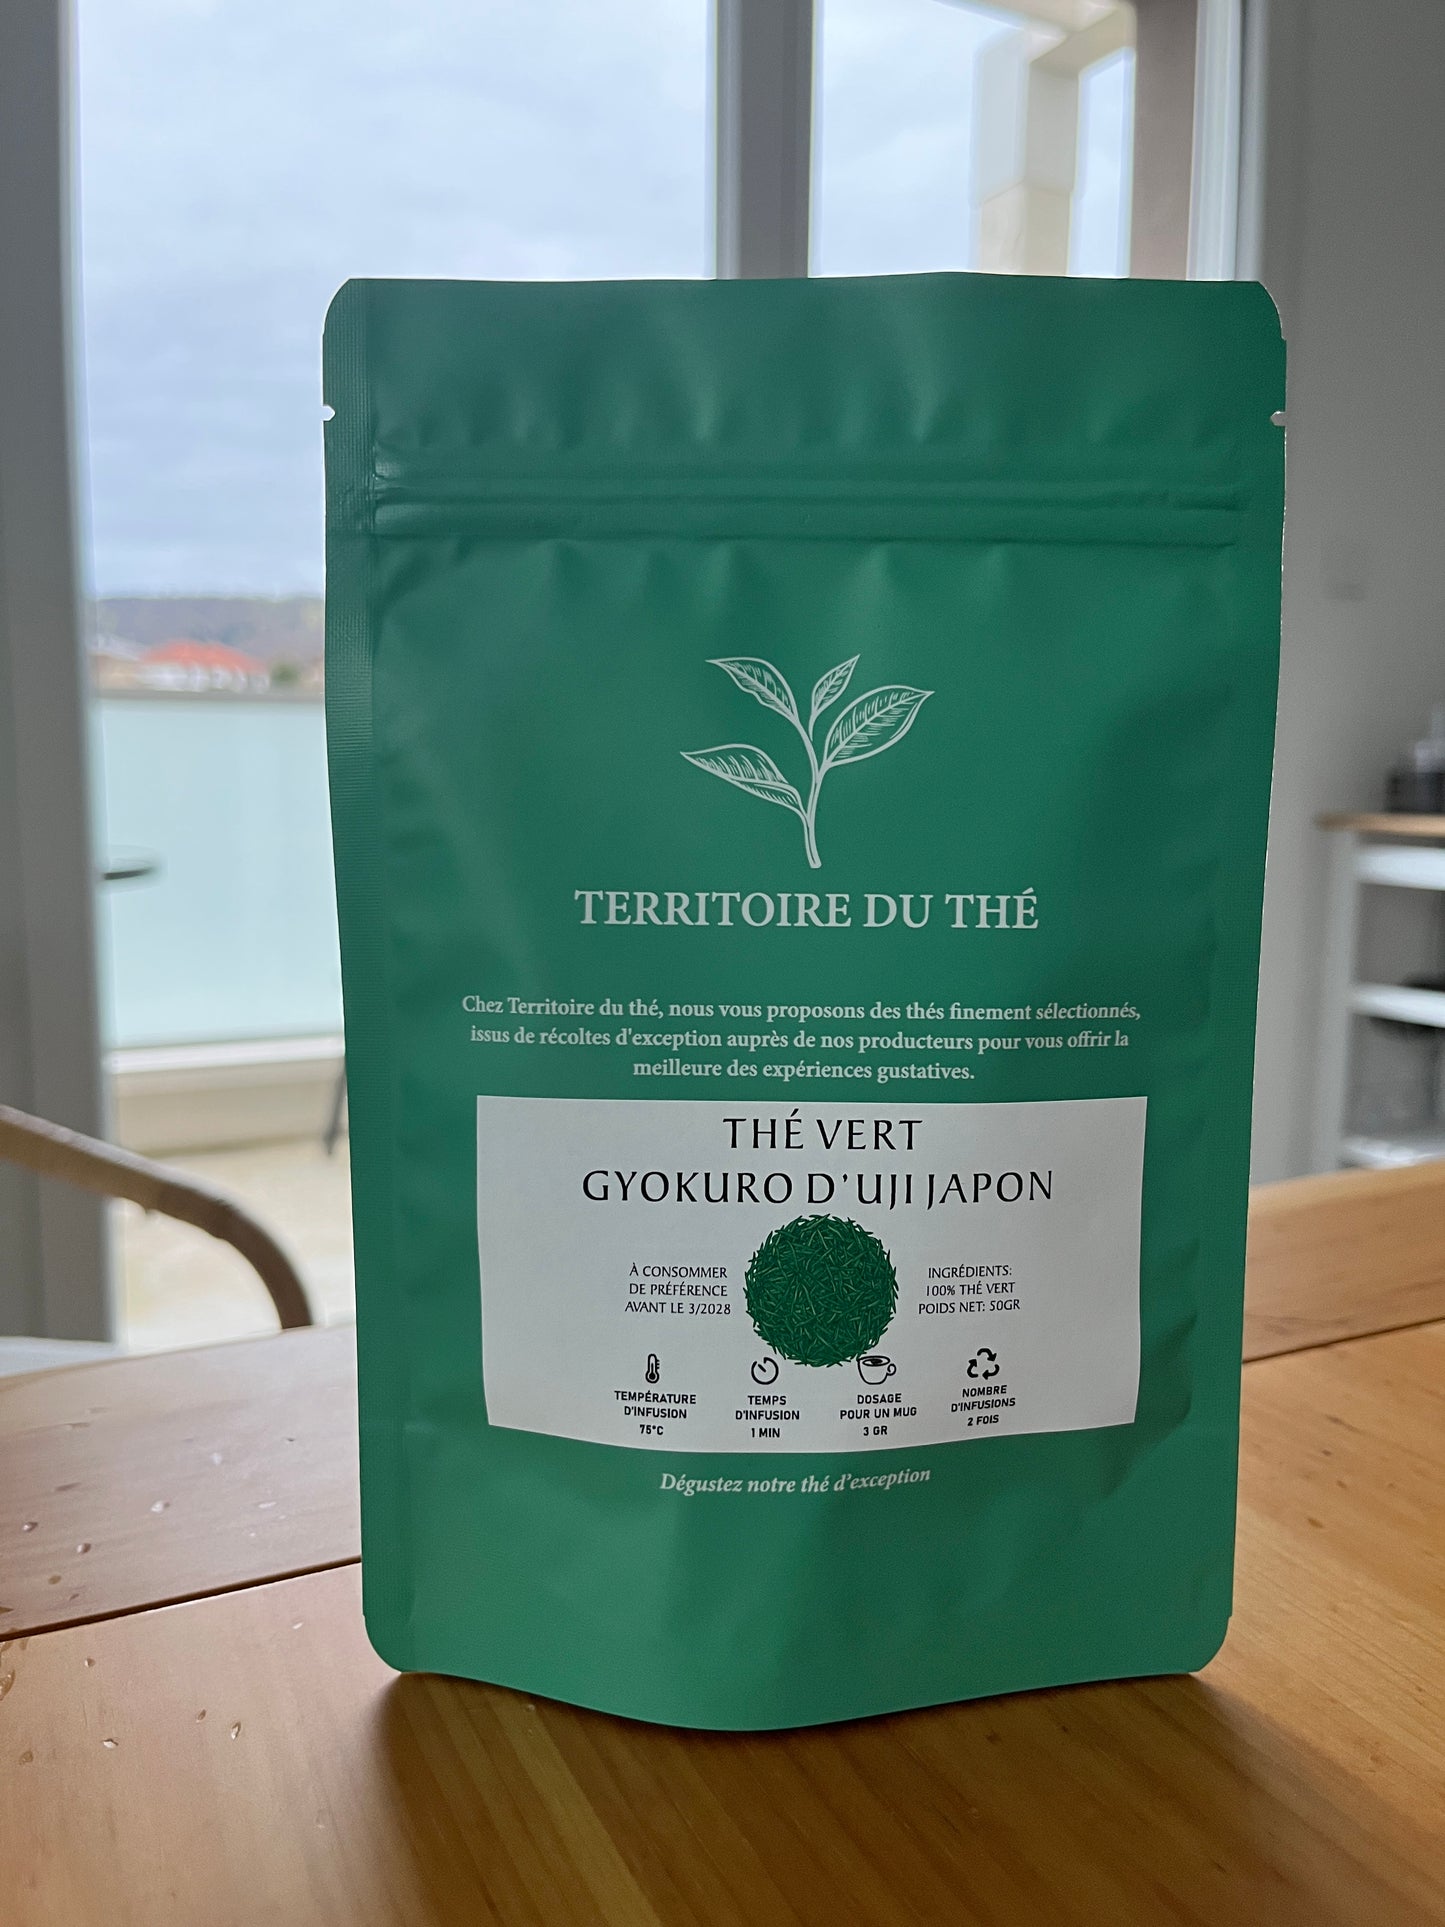 TERRITOIRE DU THÉ
Chez Territoire du thé, nous vous proposons des thés finement sélectionnés,
issus de récoltes d'exception auprès de nos producteurs pour vous offrir la
meilleure des expériences gustatives.
THÉ VERT
GYOKURO D'UJI JAPON
À CONSOMMER
DE PRÉFÉRENCE
AVANT LE 3/2028
INGRÉDIENTS:
100% THÉ VERT
POIDS NET: 50GR
TEMPÉRATURE
D'INFUSION
75°C
TEMPS
D'INFUSION
1 MIN
DOSAGE
POUR UN MUG
3 GR
NOMBRE
D'INFUSIONS
2 FOIS
Dégustez notre thé d'exception